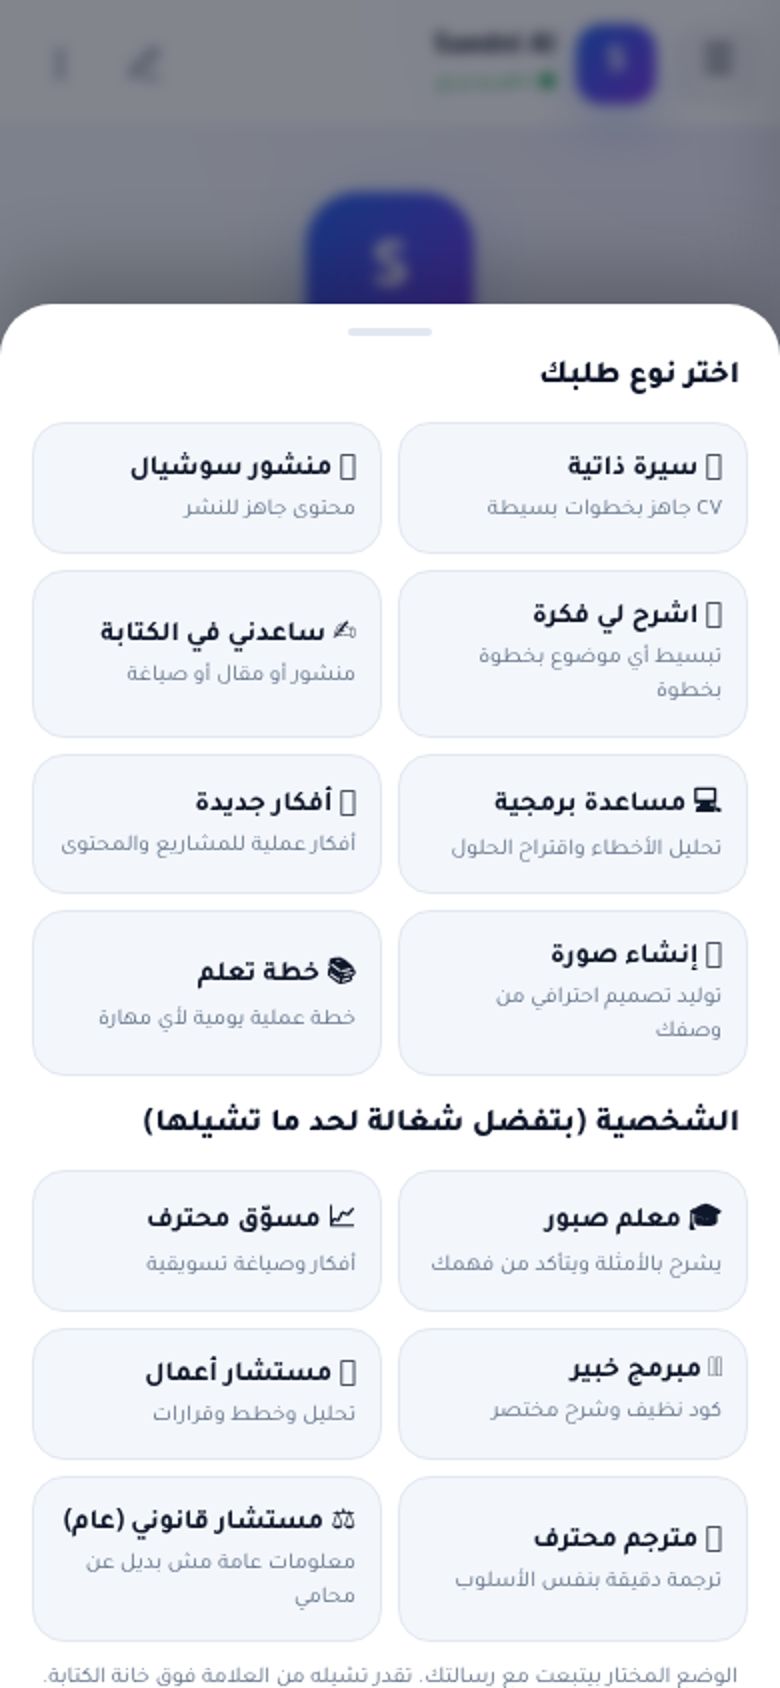 S
S
اختر نوع طلبك
سيرة ذاتية
CV جاهز بخطوات بسيطة
منشور سوشيال
محتوى جاهز للنشر
اشرح لي فكرة
تبسيط أي موضوع بخطوة
بخطوة
✍ ساعدني في الكتابة
منشور أو مقال أو صياغة
💻 مساعدة برمجية
تحليل الأخطاء واقتراح الحلول
أفكار جديدة
أفكار عملية للمشاريع والمحتوى
إنشاء صورة
توليد تصميم احترافي من
وصفك
📚 خطة تعلم
خطة عملية يومية لأي مهارة
الشخصية (بتفضل شغالة لحد ما تشيلها)
🎓 معلم صبور
يشرح بالأمثلة ويتأكد من فهمك
📈 مسوّق محترف
أفكار وصياغة تسويقية
مبرمج خبير
كود نظيف وشرح مختصر
مستشار أعمال
تحليل وخطط وقرارات
مترجم محترف
ترجمة دقيقة بنفس الأسلوب
⚖ مستشار قانوني (عام)
معلومات عامة مش بديل عن
محامي
الوضع المختار بيتبعت مع رسالتك. تقدر تشيله من العلامة فوق خانة الكتابة.